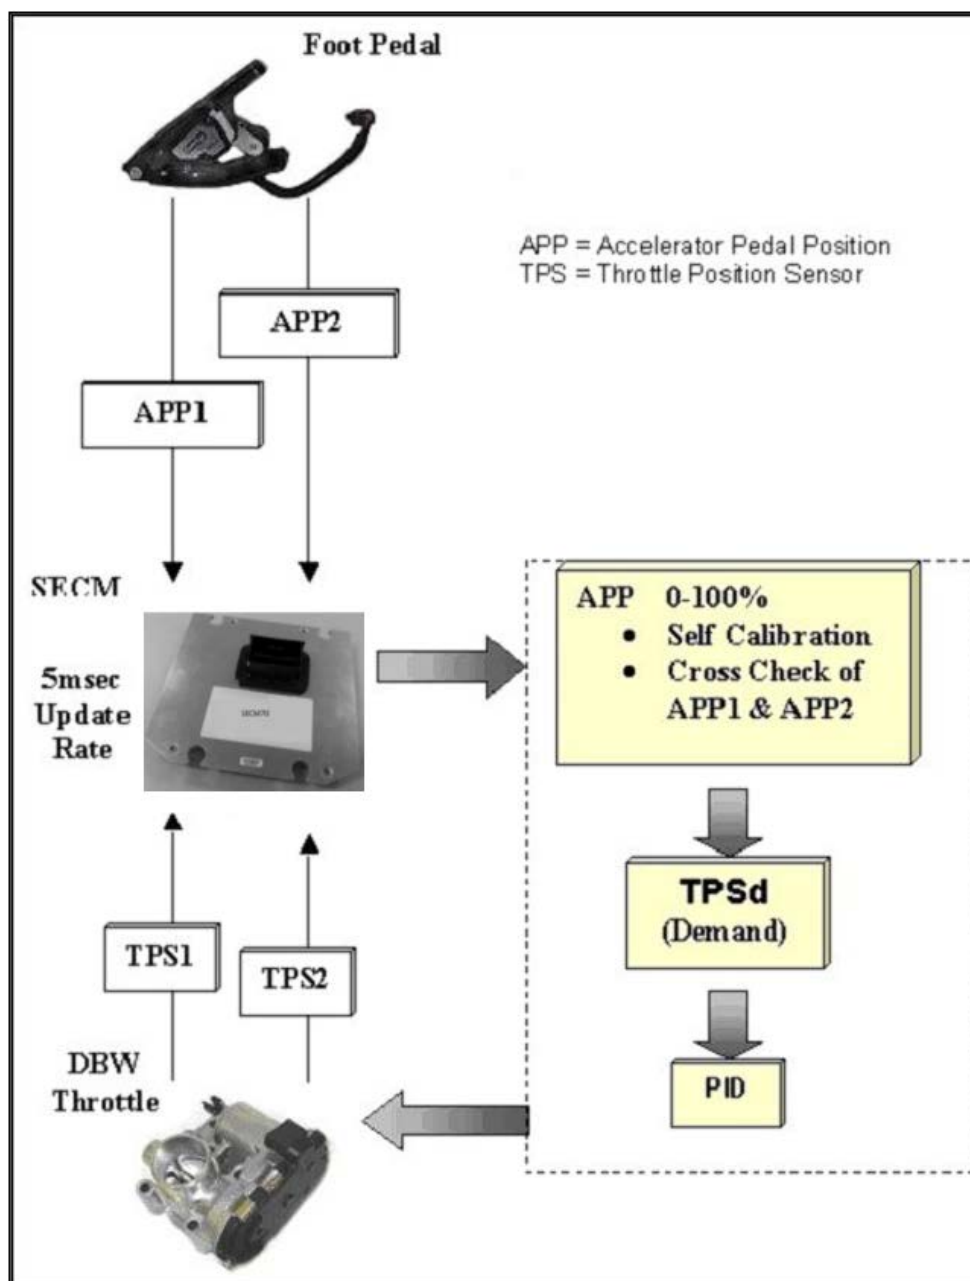 Foot Pedal
APP = Accelerator Pedal Position
TPS = Throttle Position Sensor
APP2
APP1
SECM
5msec
Update
Rate
APP 0-100%
• Self Calibration
• Cross Check of
APP1 & APP2
TPSd
(Demand)
TPS1
TPS2
DBW
Throttle
PID